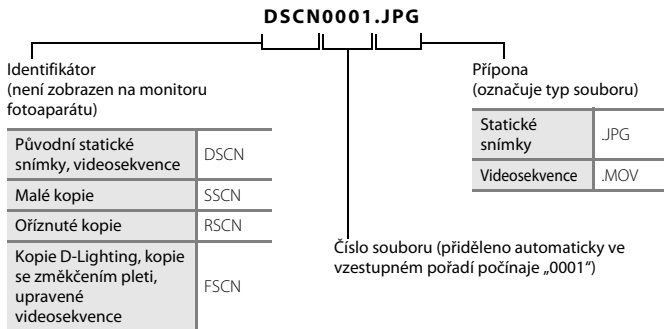 DSCN0001.JPG
Identifikátor
(není zobrazen na monitoru
fotoaparátu)
Původní statické
snímky, videosekvence
DSCN
Malé kopie
SSCN
Oříznuté kopie
RSCN
Kopie D-Lighting, kopie
se změkčením pleti,
upravené
videosekvence
FSCN
Číslo souboru (přiděleno automaticky ve
vzestupném pořadí počínaje „0001“)
Přípona
(označuje typ souboru)
Statické
snímky
.JPG
Videosekvence
.MOV